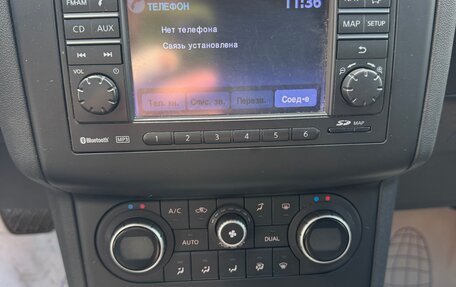 FM-AM
ТЕЛЕФОН 11:36
CD AUX
Нет телефона
Связь установлена
MAP SETUP
VOL
Тел. кн. Спис. зв. Перезв. Соед-е
Bluetooth MP3 1 2 3 4 5 6 SD MAP
A/C
AUTO DUAL